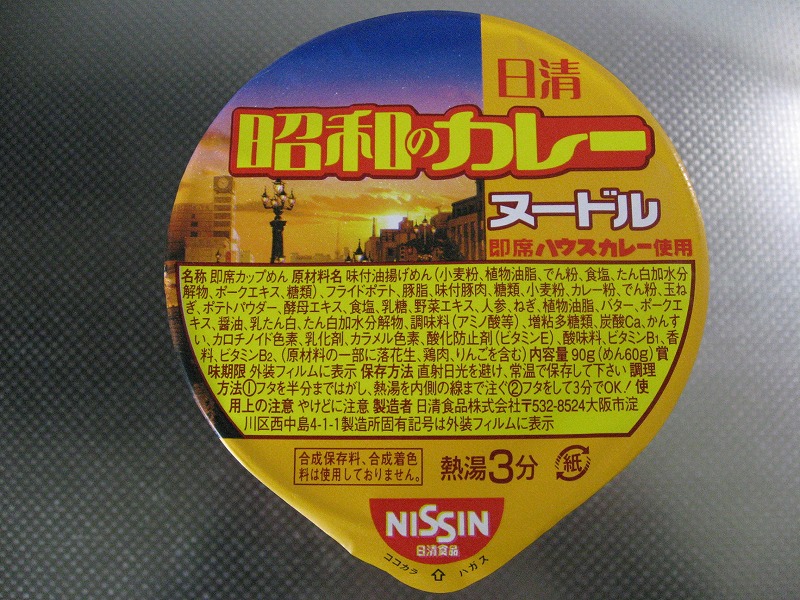 日清
昭和のカレー
ヌードル
即席ハウスカレー使用
名称 即席カップめん 原材料名 味付油揚げめん(小麦粉、植物油脂、でん粉、食塩、たん白加水分
解物、ポークエキス、糖類)、フライドポテト、豚脂、味付豚肉、糖類、小麦粉、カレー粉、でん粉、玉ね
ぎ、ポテトパウダー、酵母エキス、食塩、乳糖、野菜エキス、人参、ねぎ、植物油脂、バター、ポークエ
キス、醤油、乳たん白、たん白加水分解物、調味料(アミノ酸等)、増粘多糖類、炭酸Ca、かんす
い、カロチノイド色素、乳化剤、カラメル色素、酸化防止剤(ビタミンE)、酸味料、ビタミンB1、香
料、ビタミンB2、(原材料の一部に落花生、鶏肉、りんごを含む)内容量 90g(めん60g) 賞
味期限 外装フィルムに表示 保存方法 直射日光を避け、常温で保存して下さい 調理
方法①フタを半分まではがし、熱湯を内側の線まで注ぐ②フタをして3分でOK! 使
用上の注意 やけどに注意 製造者 日清食品株式会社〒532-8524大阪市淀
川区西中島4-1-1製造所固有記号は外装フィルムに表示
合成保存料、合成着色
料は使用しておりません。
熱湯3分
紙
NISSIN
日清食品
ココカラ ハガス